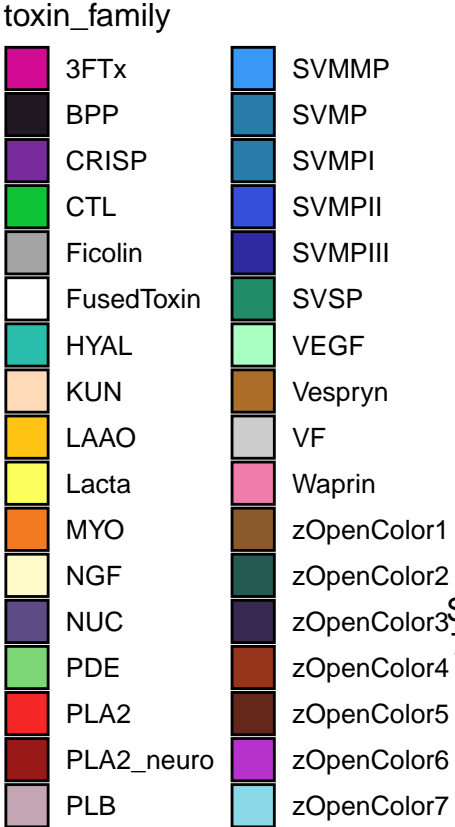 toxin_family
3FTx
BPP
CRISP
CTL
Ficolin
FusedToxin
HYAL
KUN
LAAO
Lacta
MYO
NGF
NUC
PDE
PLA2
PLA2_neuro
PLB
SVMMP
SVMP
SVMPI
SVMPII
SVMPIII
SVSP
VEGF
Vespryn
VF
Waprin
zOpenColor1
zOpenColor2
zOpenColor3
zOpenColor4
zOpenColor5
zOpenColor6
zOpenColor7